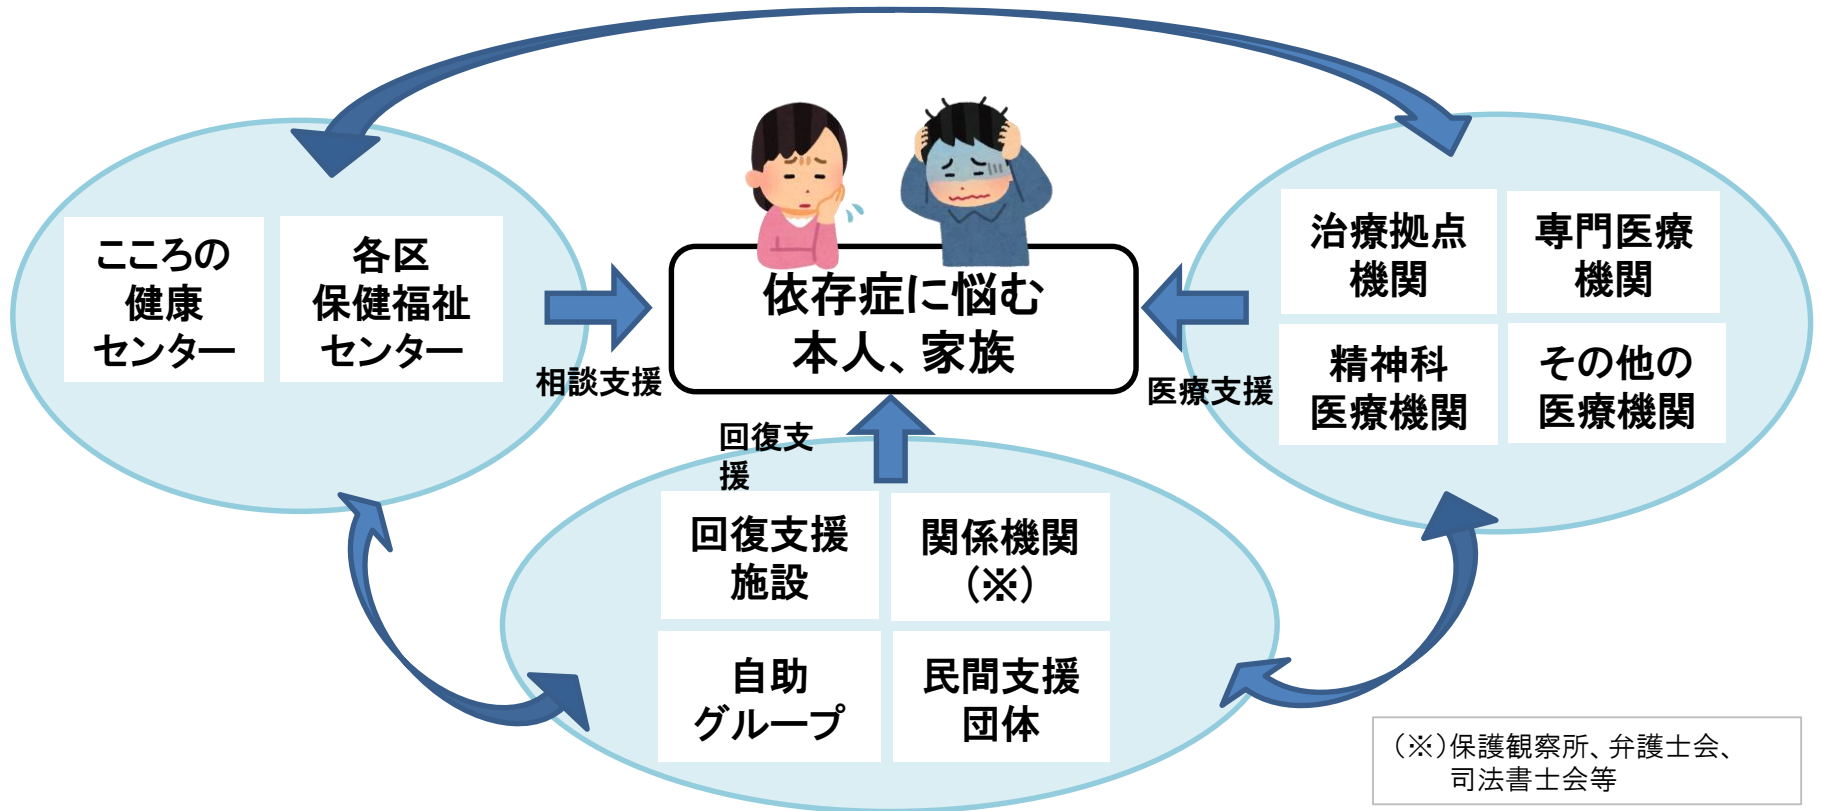 こころの
健康
センター
各区
保健福祉
センター
相談支援
依存症に悩む
本人、家族
治療拠点
機関
専門医療
機関
精神科
医療機関
その他の
医療機関
医療支援
回復支
援
回復支援
施設
関係機関
(※)
自助
グループ
民間支援
団体
(※)保護観察所、弁護士会、
司法書士会等